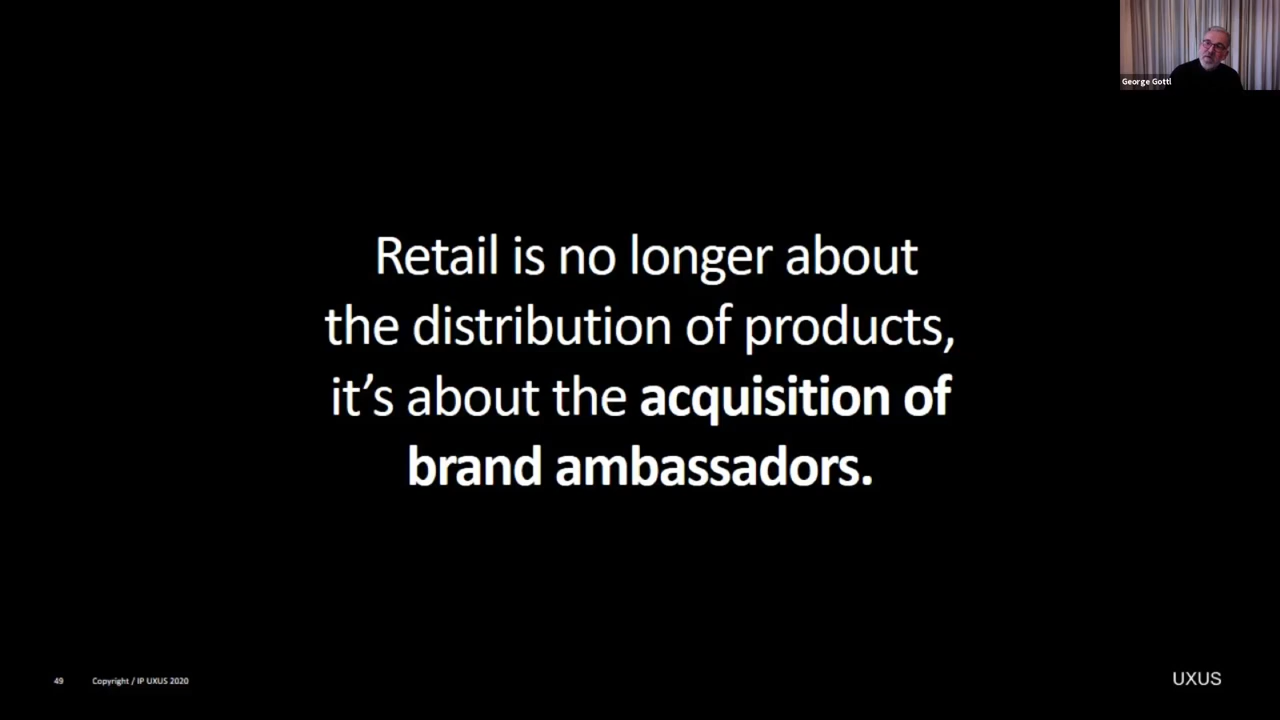 George Gottl
Retail is no longer about
the distribution of products,
it’s about the acquisition of
brand ambassadors.
49 Copyright / IP UXUS 2020
UXUS